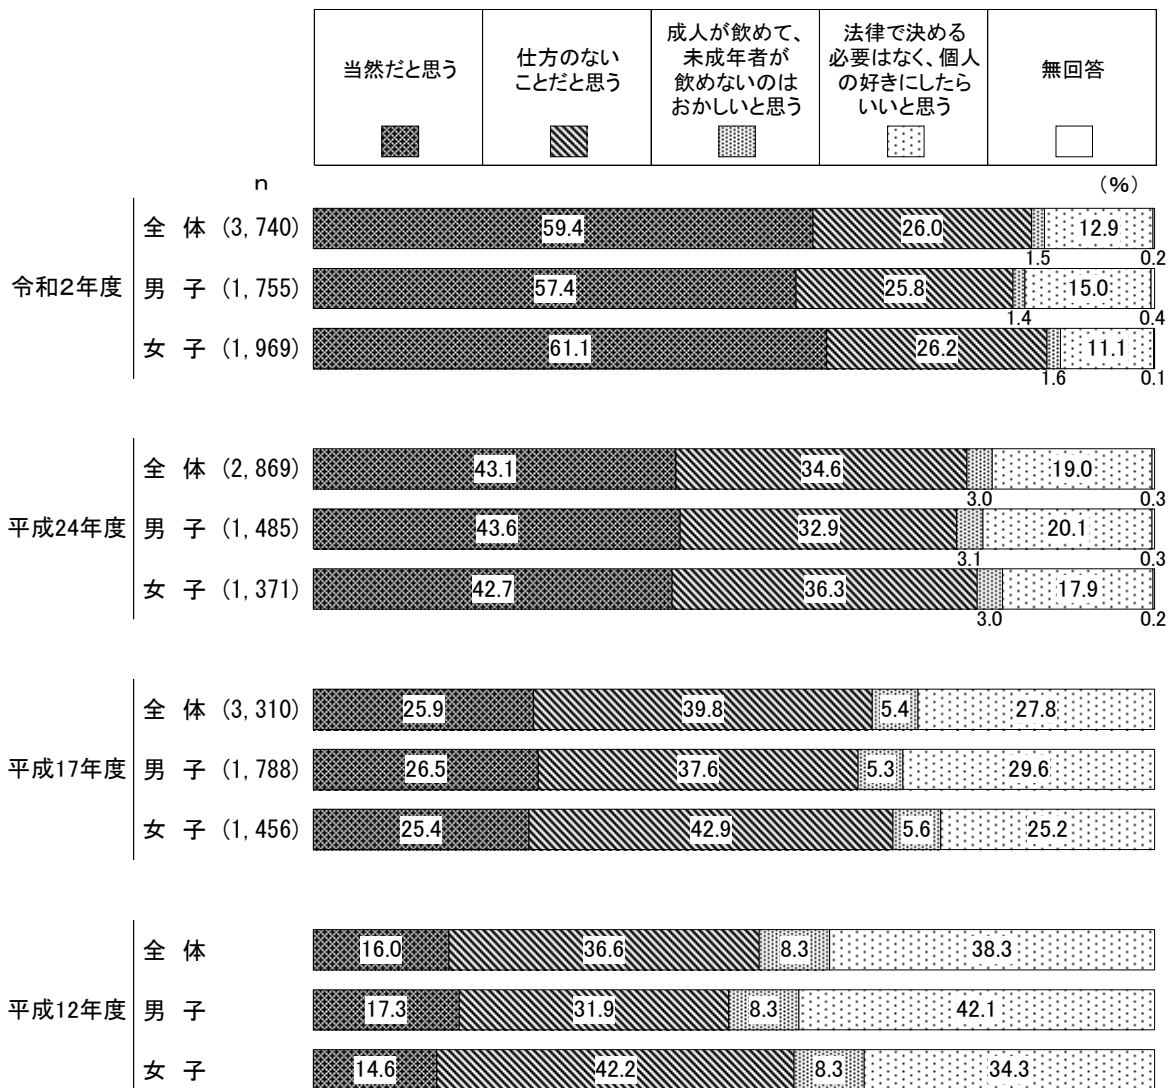 当然だと思う
仕方のない
ことだと思う
成人が飲めて、
未成年者が
飲めないのは
おかしいと思う
法律で決める
必要はなく、個人
の好きにしたら
いいと思う
無回答
n
(%)
令和2年度
全 体 (3,740)
59.4
26.0
1.5
12.9
0.2
男 子 (1,755)
57.4
25.8
1.4
15.0
0.4
女 子 (1,969)
61.1
26.2
1.6
11.1
0.1
平成24年度
全 体 (2,869)
43.1
34.6
3.0
19.0
0.3
男 子 (1,485)
43.6
32.9
3.1
20.1
0.3
女 子 (1,371)
42.7
36.3
3.0
17.9
0.2
平成17年度
全 体 (3,310)
25.9
39.8
5.4
27.8
男 子 (1,788)
26.5
37.6
5.3
29.6
女 子 (1,456)
25.4
42.9
5.6
25.2
平成12年度
全 体
16.0
36.6
8.3
38.3
男 子
17.3
31.9
8.3
42.1
女 子
14.6
42.2
8.3
34.3